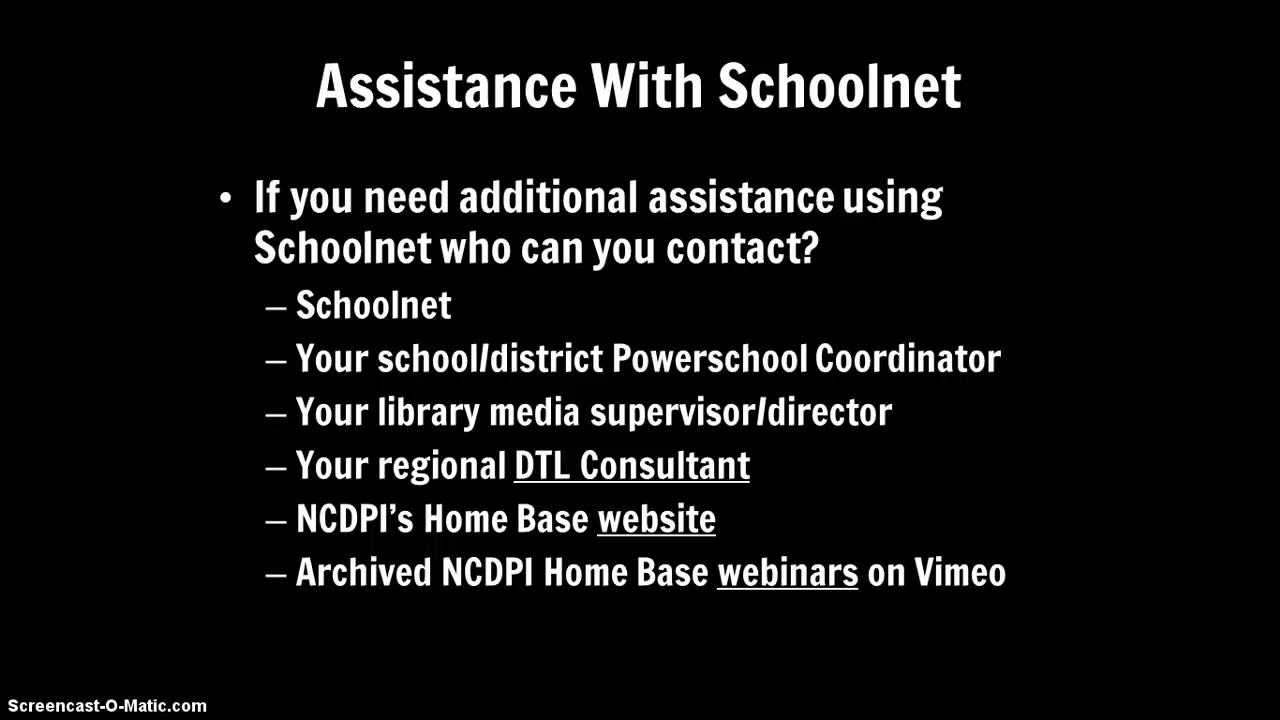 Assistance With Schoolnet
• If you need additional assistance using
Schoolnet who can you contact?
– Schoolnet
– Your school/district Powerschool Coordinator
– Your library media supervisor/director
– Your regional DTL Consultant
– NCDPI’s Home Base website
– Archived NCDPI Home Base webinars on Vimeo
Screencast-O-Matic.com